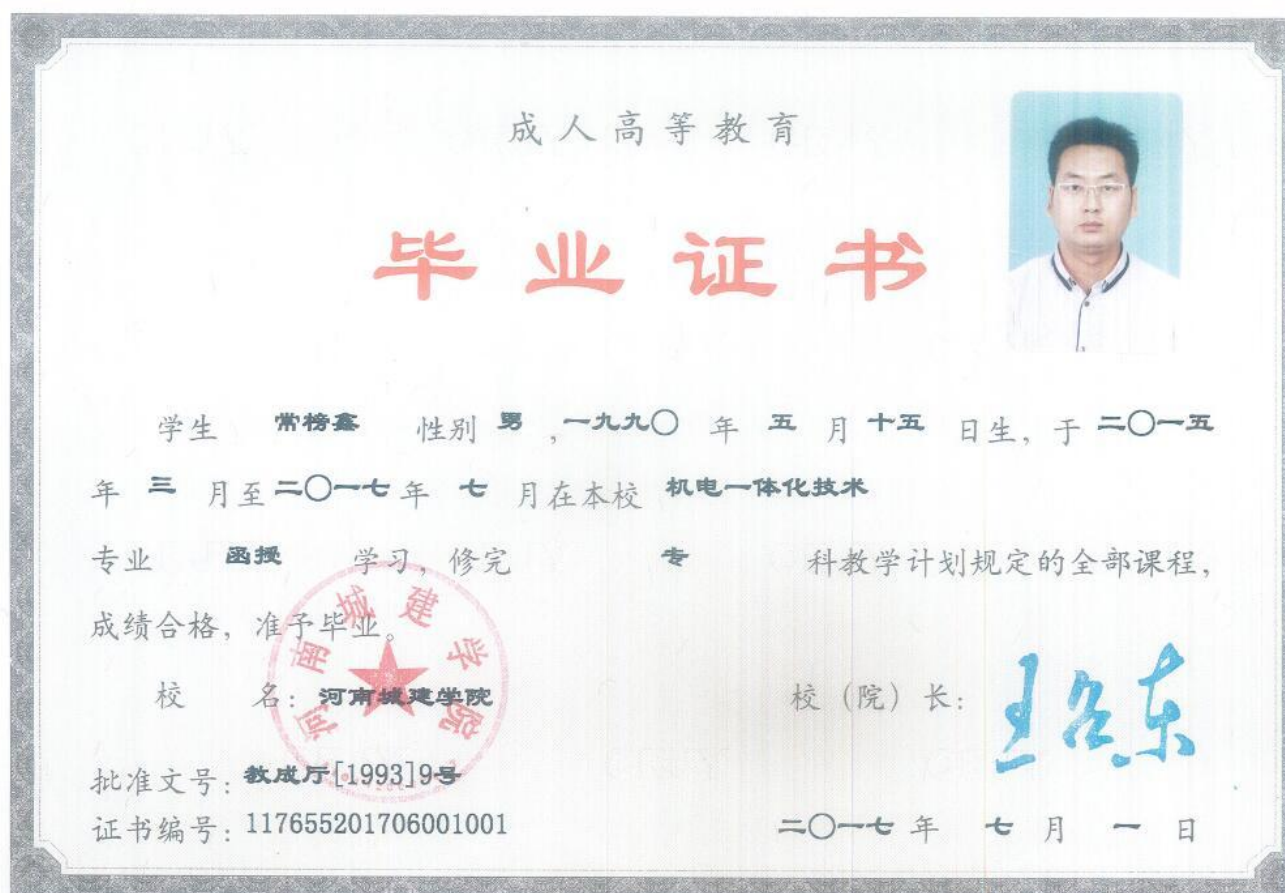 成人高等教育
毕业证书
学生 常榜鑫 性别 男 ,一九九〇 年 五 月 十五 日生, 于 二〇一五
年 三 月至 二〇一七 年 七 月在本校 机电一体化技术
专业 函授 学习, 修完 专 科教学计划规定的全部课程,
成绩合格, 准予毕业。
河南城建学院
校 名: 河南城建学院 校（院）长:
批准文号: 教成厅[1993]9号
证书编号: 117655201706001001 二〇一七 年 七 月 一 日